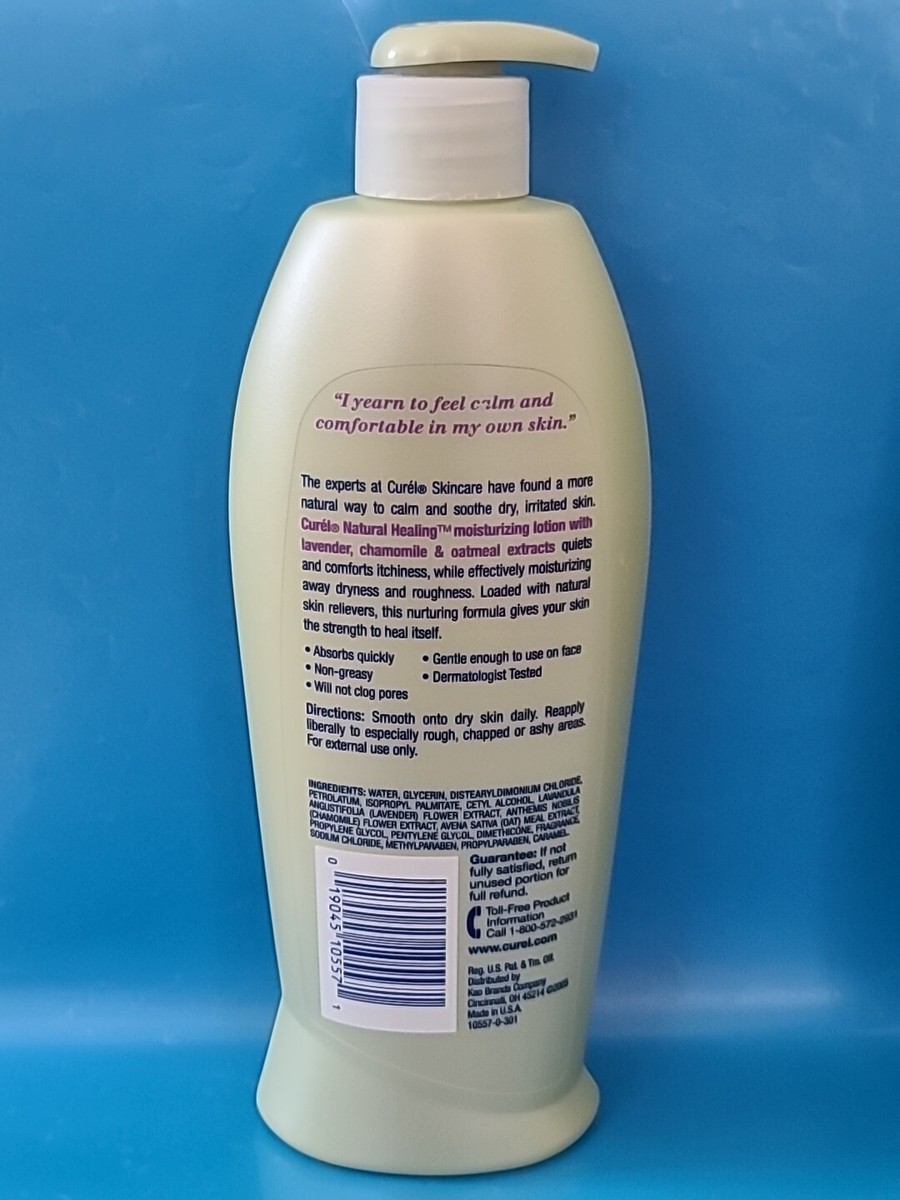 “I yearn to feel calm and
comfortable in my own skin.”
The experts at Curél® Skincare have found a more
natural way to calm and soothe dry, irritated skin.
Curél® Natural Healing™ moisturizing lotion with
lavender, chamomile & oatmeal extracts quiets
and comforts itchiness, while effectively moisturizing
away dryness and roughness. Loaded with natural
skin relievers, this nurturing formula gives your skin
the strength to heal itself.
• Absorbs quickly
• Non-greasy
• Will not clog pores
• Gentle enough to use on face
• Dermatologist Tested
Directions: Smooth onto dry skin daily. Reapply
liberally to especially rough, chapped or ashy areas.
For external use only.
INGREDIENTS: WATER, GLYCERIN, DISTEARYLDIMONIUM CHLORIDE,
PETROLATUM, ISOPROPYL PALMITATE, CETYL ALCOHOL, LAVANDULA
ANGUSTIFOLIA (LAVENDER) FLOWER EXTRACT, ANTHEMIS NOBILIS
(CHAMOMILE) FLOWER EXTRACT, AVENA SATIVA (OAT) MEAL EXTRACT,
PROPYLENE GLYCOL, PENTYLENE GLYCOL, DIMETHICONE, FRAGRANCE,
SODIUM CHLORIDE, METHYLPARABEN, PROPYLPARABEN, CARAMEL.
0 19045 10557 1
Guarantee: If not
fully satisfied, return
unused portion for
full refund.
Toll-Free Product
Information
Call 1-800-572-2931
www.curel.com
Reg. U.S. Pat. & Tm. Off.
Distributed by
Kao Brands Company
Cincinnati, OH 45214
Made in U.S.A.
10557-0-301